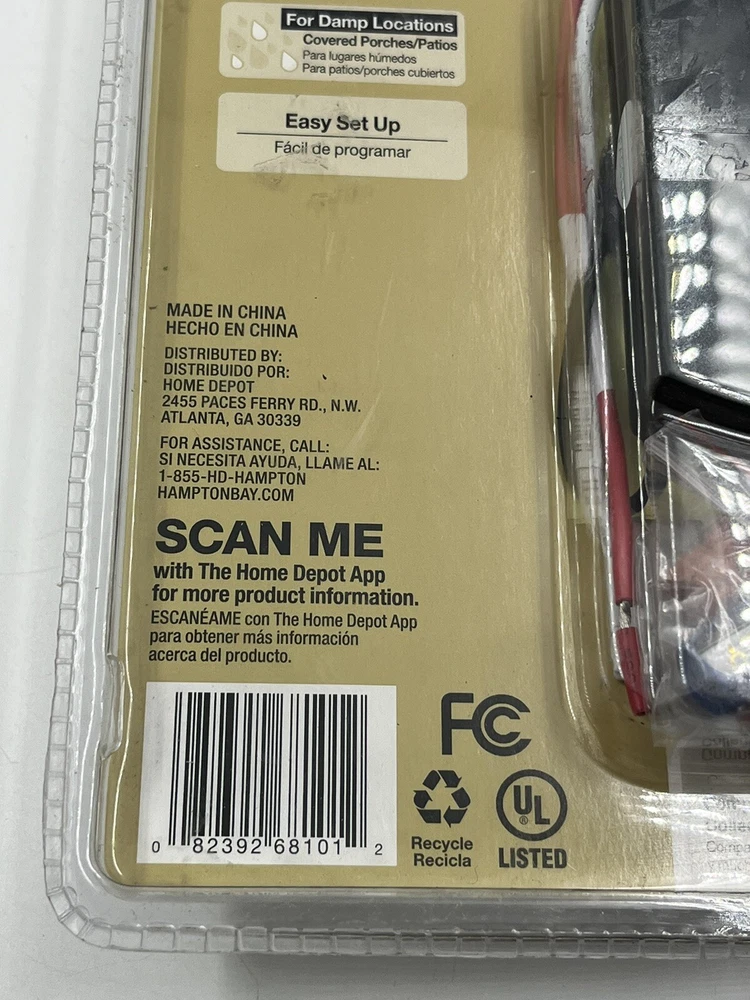 For Damp Locations
Covered Porches/Patios
Para lugares húmedos
Para patios/porches cubiertos
Easy Set Up
Fácil de programar
MADE IN CHINA
HECHO EN CHINA
DISTRIBUTED BY:
DISTRIBUIDO POR:
HOME DEPOT
2455 PACES FERRY RD., N.W.
ATLANTA, GA 30339
FOR ASSISTANCE, CALL:
SI NECESITA AYUDA, LLAME AL:
1-855-HD-HAMPTON
HAMPTONBAY.COM
SCAN ME
with The Home Depot App
for more product information.
ESCANÉAME con The Home Depot App
para obtener más información
acerca del producto.
0 82392 68101 2
FC
Recycle
Recicla
UL
®
LISTED